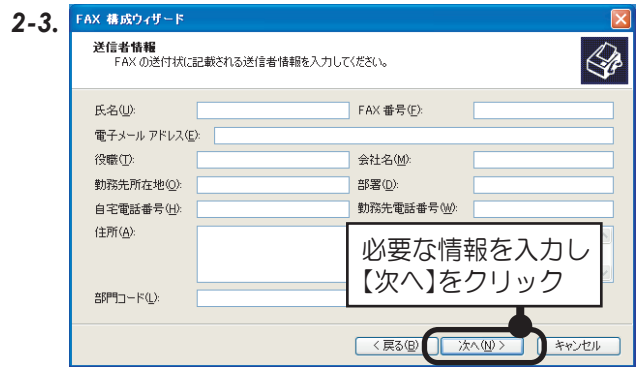 2-3.
FAX 構成ウィザード
送信者情報
FAX の送付状に記載される送信者情報を入力してください。
氏名(U):
FAX 番号(F):
電子メール アドレス(E):
役職(T):
会社名(M):
勤務先所在地(O):
部署(D):
自宅電話番号(H):
勤務先電話番号(W):
住所(A):
必要な情報を入力し
【次へ】をクリック
部門コード(L):
< 戻る(B)
次へ(N) >
キャンセル